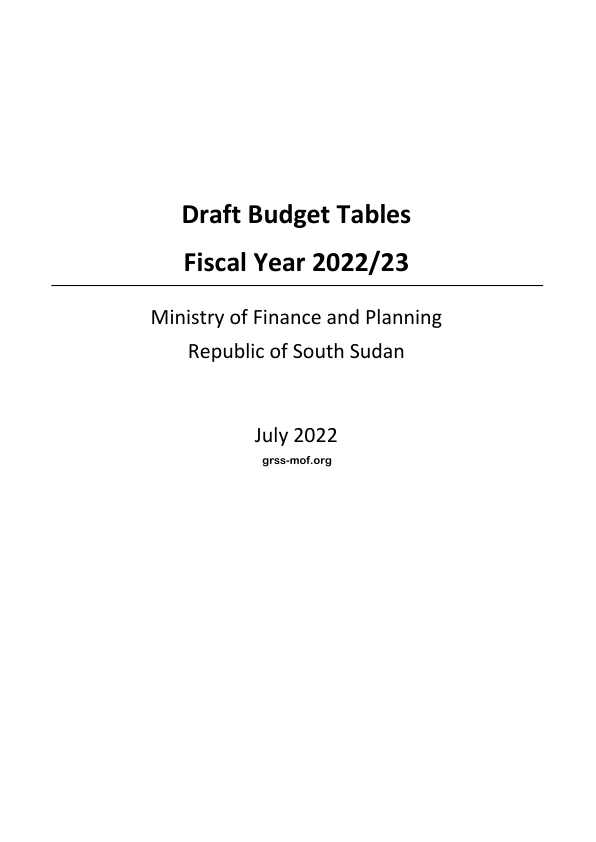 Draft Budget Tables
Fiscal Year 2022/23
Ministry of Finance and Planning
Republic of South Sudan
July 2022
grss-mof.org